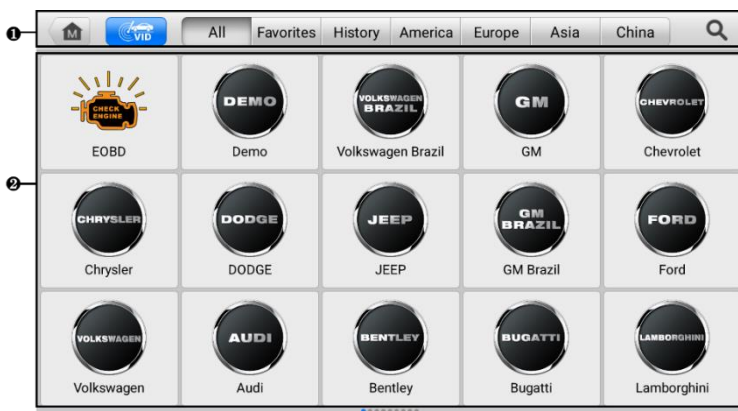 ❶
M
VID
All
Favorites
History
America
Europe
Asia
China
❷
CHECK
ENGINE
EOBD
DEMO
Demo
VOLKSWAGEN
BRAZIL
Volkswagen Brazil
GM
GM
CHEVROLET
Chevrolet
CHRYSLER
Chrysler
DODGE
DODGE
JEEP
JEEP
GM
BRAZIL
GM Brazil
FORD
Ford
VOLKSWAGEN
Volkswagen
AUDI
Audi
BENTLEY
Bentley
BUGATTI
Bugatti
LAMBORGHINI
Lamborghini